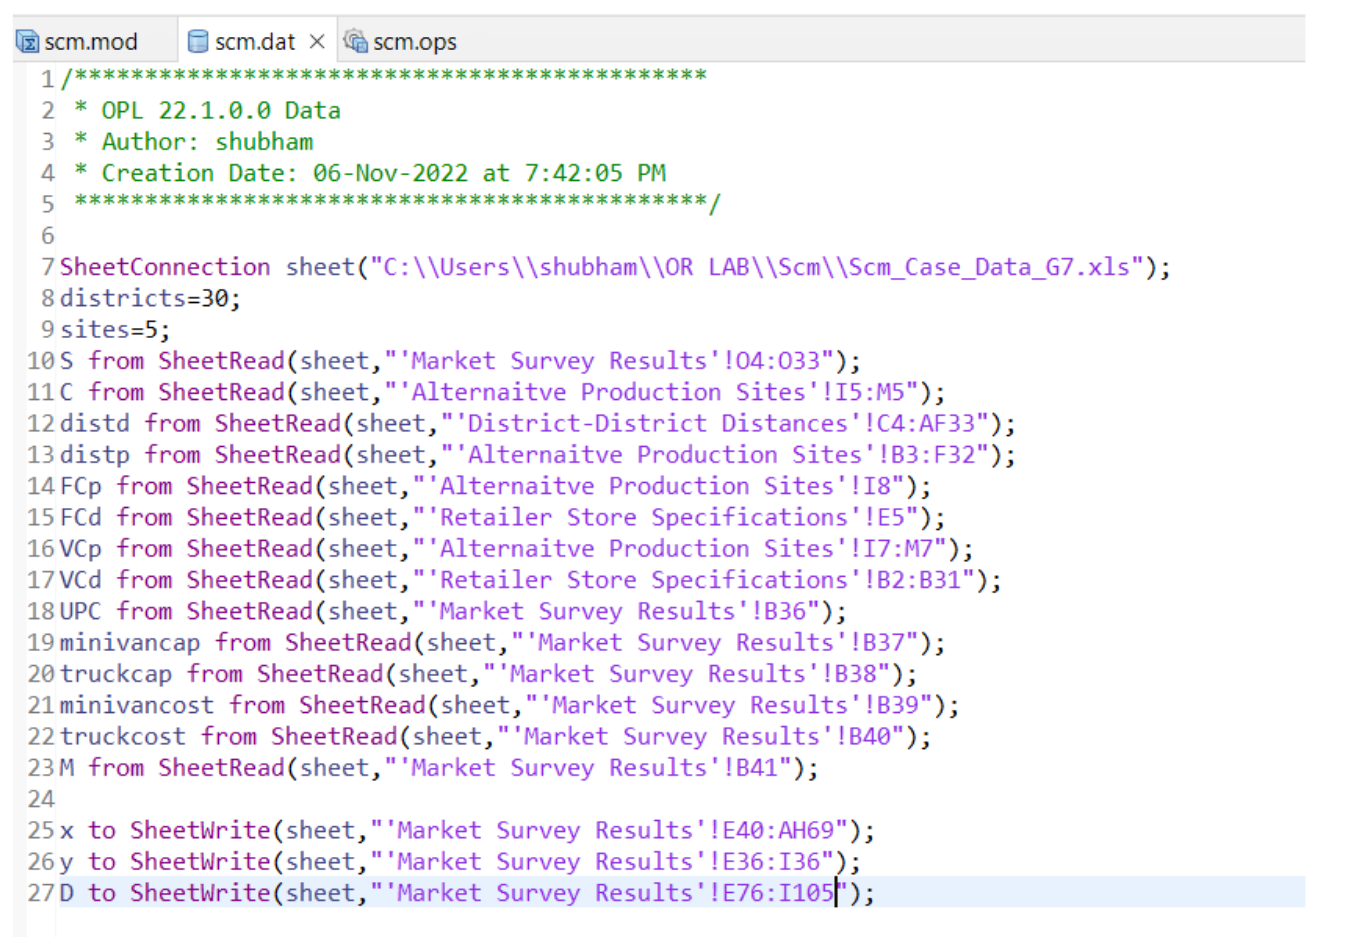 scm.mod scm.dat scm.ops
1 /*********************************************
2 * OPL 22.1.0.0 Data
3 * Author: shubham
4 * Creation Date: 06-Nov-2022 at 7:42:05 PM
5 *********************************************/
6
7 SheetConnection sheet("C:\\Users\\shubham\\OR LAB\\Scm\\Scm_Case_Data_G7.xls");
8 districts=30;
9 sites=5;
10 S from SheetRead(sheet,"'Market Survey Results'!O4:O33");
11 C from SheetRead(sheet,"'Alternaitve Production Sites'!I5:M5");
12 distd from SheetRead(sheet,"'District-District Distances'!C4:AF33");
13 distp from SheetRead(sheet,"'Alternaitve Production Sites'!B3:F32");
14 FCp from SheetRead(sheet,"'Alternaitve Production Sites'!I8");
15 FCd from SheetRead(sheet,"'Retailer Store Specifications'!E5");
16 VCp from SheetRead(sheet,"'Alternaitve Production Sites'!I7:M7");
17 VCd from SheetRead(sheet,"'Retailer Store Specifications'!B2:B31");
18 UPC from SheetRead(sheet,"'Market Survey Results'!B36");
19 minivancap from SheetRead(sheet,"'Market Survey Results'!B37");
20 truckcap from SheetRead(sheet,"'Market Survey Results'!B38");
21 minivancost from SheetRead(sheet,"'Market Survey Results'!B39");
22 truckcost from SheetRead(sheet,"'Market Survey Results'!B40");
23 M from SheetRead(sheet,"'Market Survey Results'!B41");
24
25 x to SheetWrite(sheet,"'Market Survey Results'!E40:AH69");
26 y to SheetWrite(sheet,"'Market Survey Results'!E36:I36");
27 D to SheetWrite(sheet,"'Market Survey Results'!E76:I105");